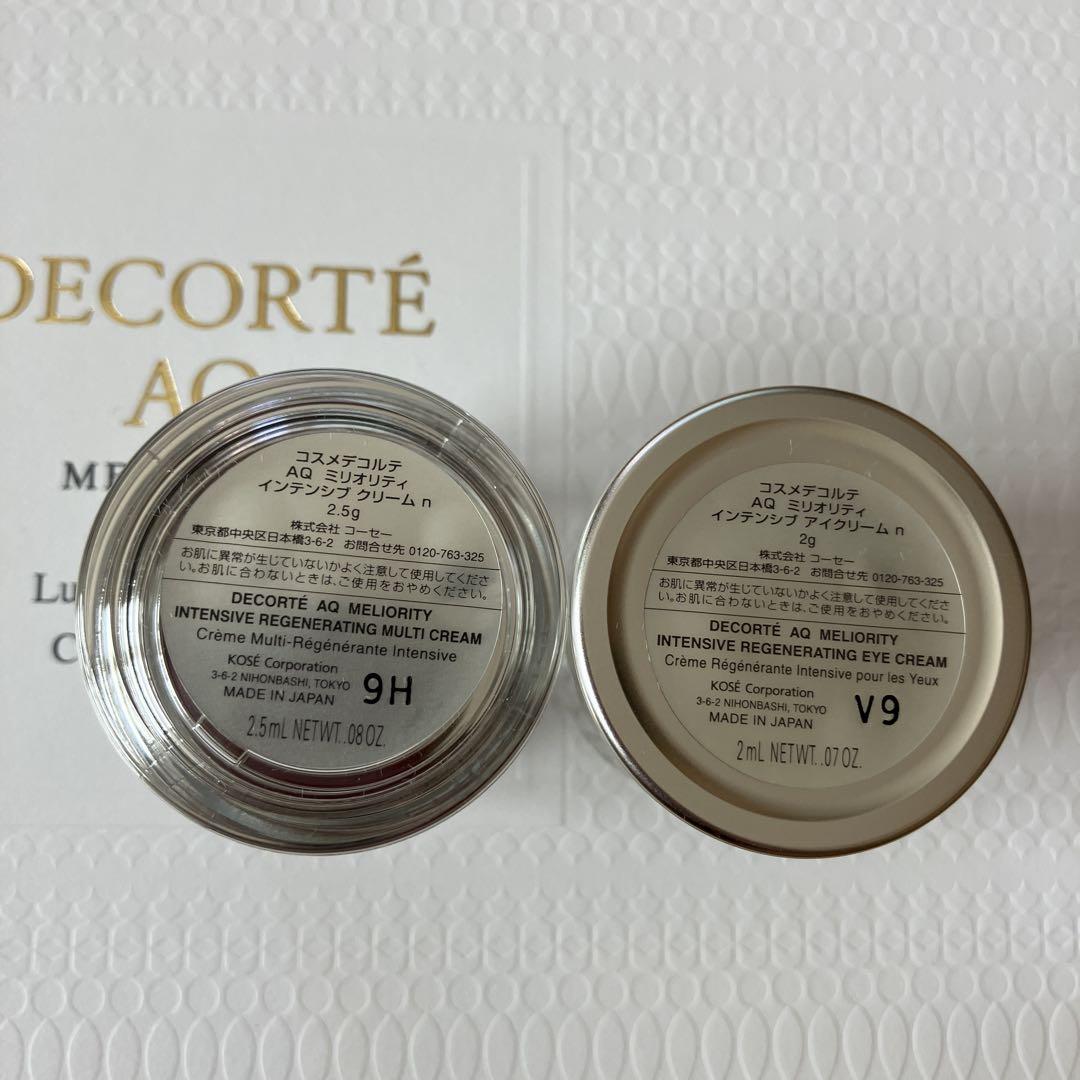 DECORTÉ
AQ
コスメデコルテ
AQ ミリオリティ
インテンシブ クリーム n
2.5g
株式会社 コーセー
東京都中央区日本橋3-6-2 お問合せ先 0120-763-325
お肌に異常が生じていないかよく注意して使用してくださ
い。お肌に合わないときは、ご使用をおやめください。
DECORTÉ AQ MELIORITY
INTENSIVE REGENERATING MULTI CREAM
Crème Multi-Régénérante Intensive
KOSÉ Corporation
3-6-2 NIHONBASHI, TOKYO
MADE IN JAPAN
9H
2.5mL NETWT. .08 OZ.
コスメデコルテ
AQ ミリオリティ
インテンシブ アイクリーム n
2g
株式会社 コーセー
東京都中央区日本橋3-6-2 お問合せ先 0120-763-325
お肌に異常が生じていないかよく注意して使用してくださ
い。お肌に合わないときは、ご使用をおやめください。
DECORTÉ AQ MELIORITY
INTENSIVE REGENERATING EYE CREAM
Crème Régénérante Intensive pour les Yeux
KOSÉ Corporation
3-6-2 NIHONBASHI, TOKYO
MADE IN JAPAN
V9
2mL NETWT. .07 OZ.